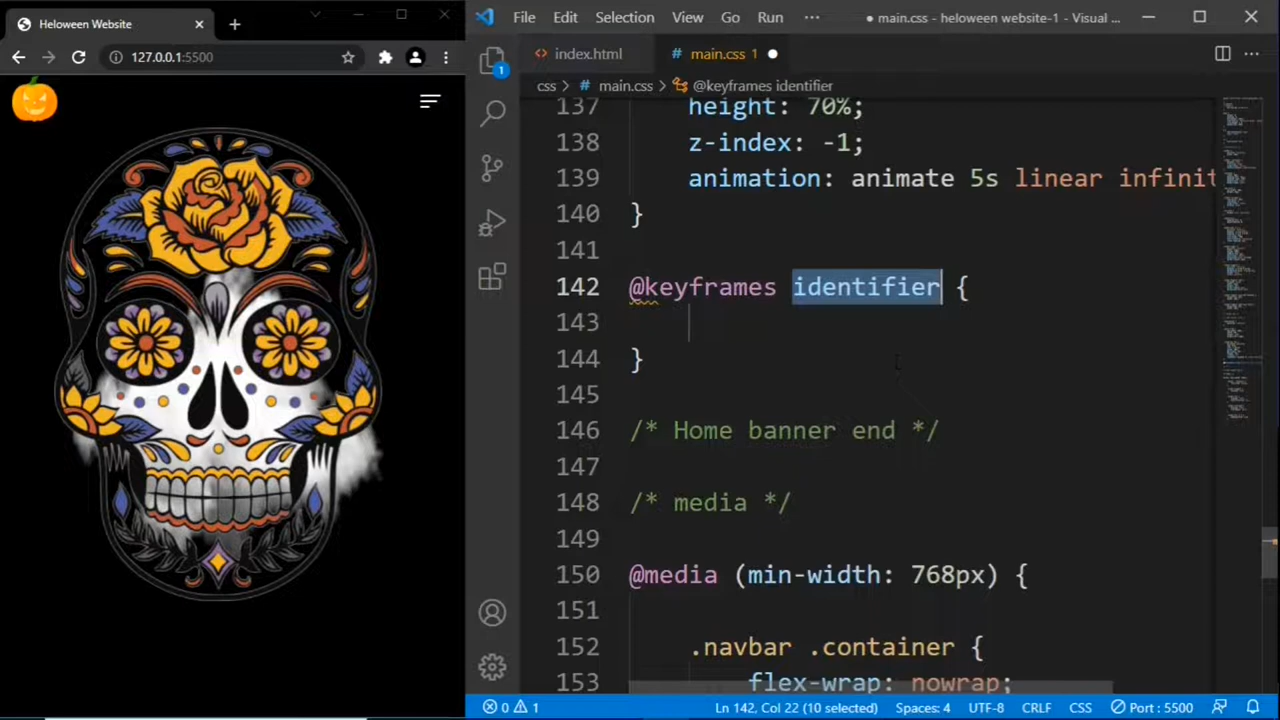 Heloween Website
127.0.0.1:5500
File Edit Selection View Go Run ··· ● main.css - heloween website-1 - Visual ...
index.html # main.css 1 ●
css > # main.css > @keyframes identifier
1
137 height: 70%;
138 z-index: -1;
139 animation: animate 5s linear infinit
140 }
141
142 @keyframes identifier {
143
144 }
145
146 /* Home banner end */
147
148 /* media */
149
150 @media (min-width: 768px) {
151
152 .navbar .container {
153 flex-wrap: nowrap;
0 1 Ln 142, Col 22 (10 selected) Spaces: 4 UTF-8 CRLF CSS Port : 5500